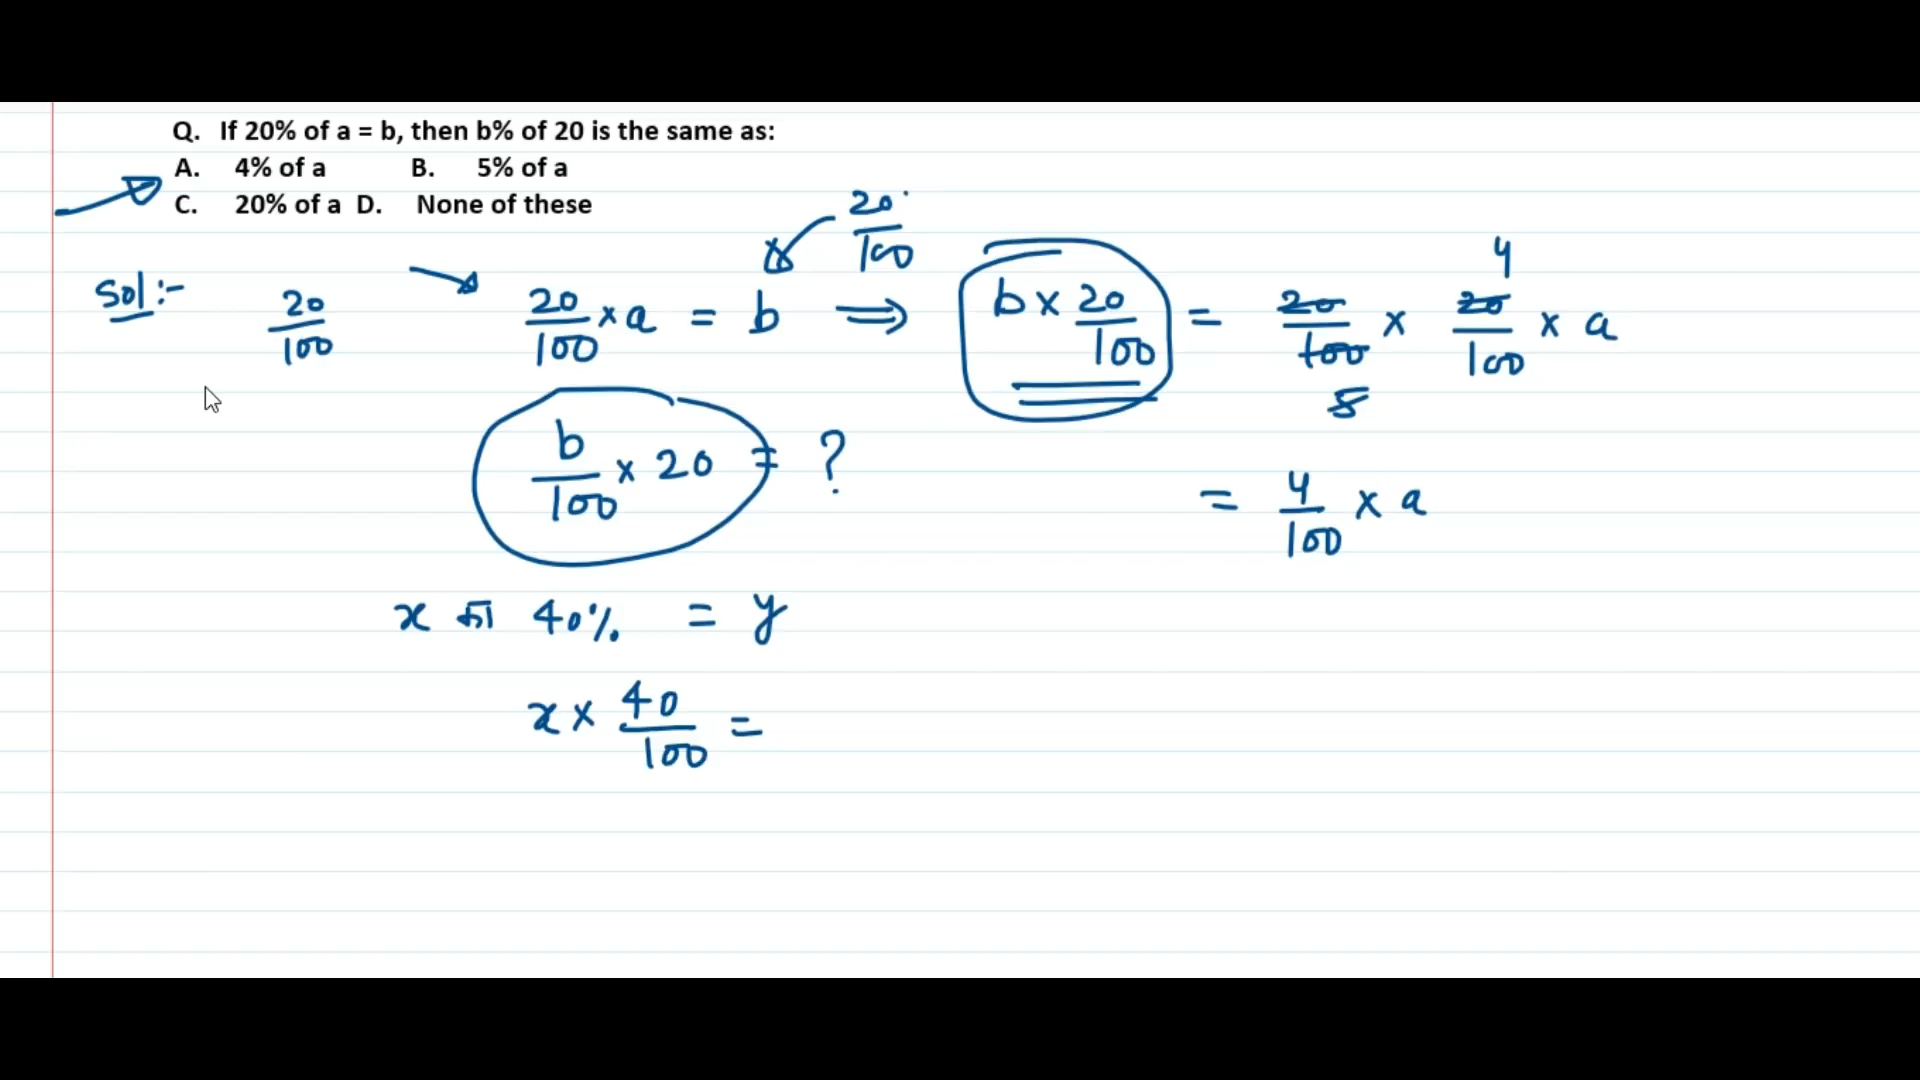 Q. If 20% of a = b, then b% of 20 is the same as:
A. 4% of a B. 5% of a
C. 20% of a D. None of these
20/100
Sol:- 20/100 20/100 × a = b ⇒ b × 20/100 = 20/100 × 20/100 × a
4
5
b/100 × 20 = ?
= 4/100 × a
x का 40% = y
x × 40/100 =